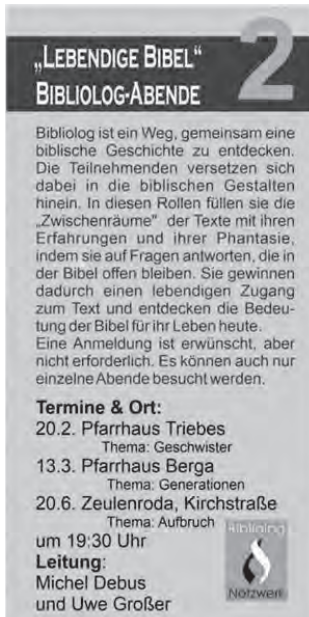 2
„LEBENDIGE BIBEL“
BIBLIOLOG-ABENDE
Bibliolog ist ein Weg, gemeinsam eine
biblische Geschichte zu entdecken.
Die Teilnehmenden versetzen sich
dabei in die biblischen Gestalten
hinein. In diesen Rollen füllen sie die
„Zwischenräume" der Texte mit ihren
Erfahrungen und ihrer Phantasie,
indem sie auf Fragen antworten, die in
der Bibel offen bleiben. Sie gewinnen
dadurch einen lebendigen Zugang
zum Text und entdecken die Bedeu-
tung der Bibel für ihr Leben heute.
Eine Anmeldung ist erwünscht, aber
nicht erforderlich. Es können auch nur
einzelne Abende besucht werden.
Termine & Ort:
20.2. Pfarrhaus Triebes
Thema: Geschwister
13.3. Pfarrhaus Berga
Thema: Generationen
20.6. Zeulenroda, Kirchstraße
Thema: Aufbruch
um 19:30 Uhr
Leitung:
Michel Debus
und Uwe Großer
Bibliolog
Netzwerk